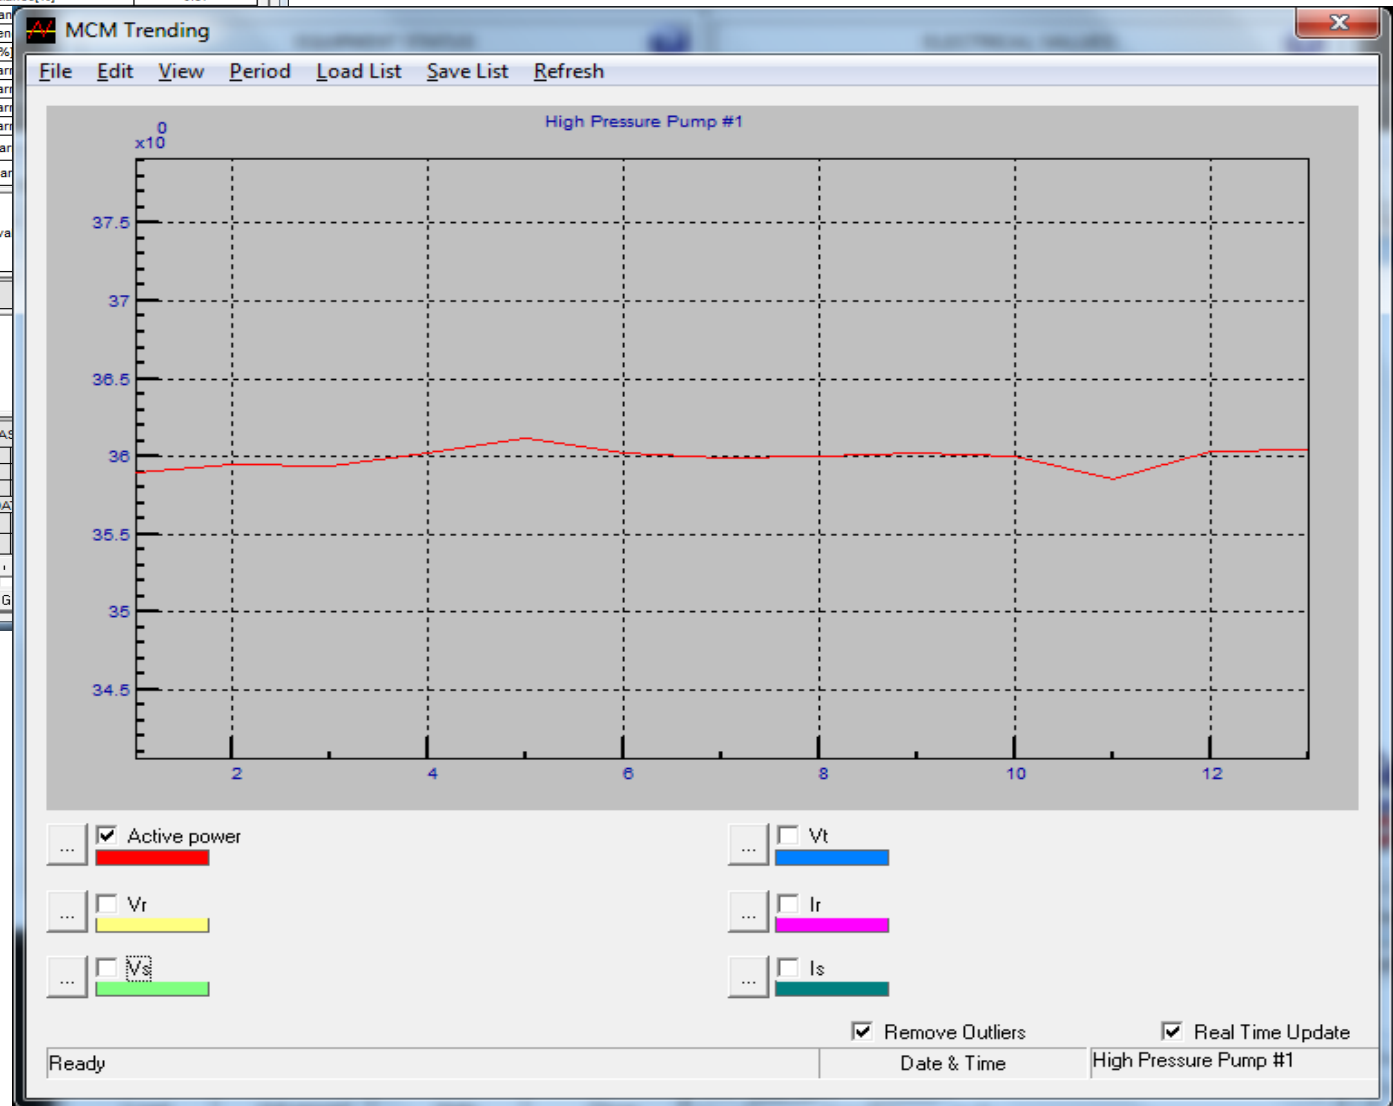 MCM Trending
File Edit View Period Load List Save List Refresh
High Pressure Pump #1
0
x10
37.5
37
36.5
36
35.5
35
34.5
2 4 6 8 10 12
... Active power
... Vt
... Vr
... Ir
... Vs
... Is
Remove Outliers Real Time Update
Ready Date & Time High Pressure Pump #1